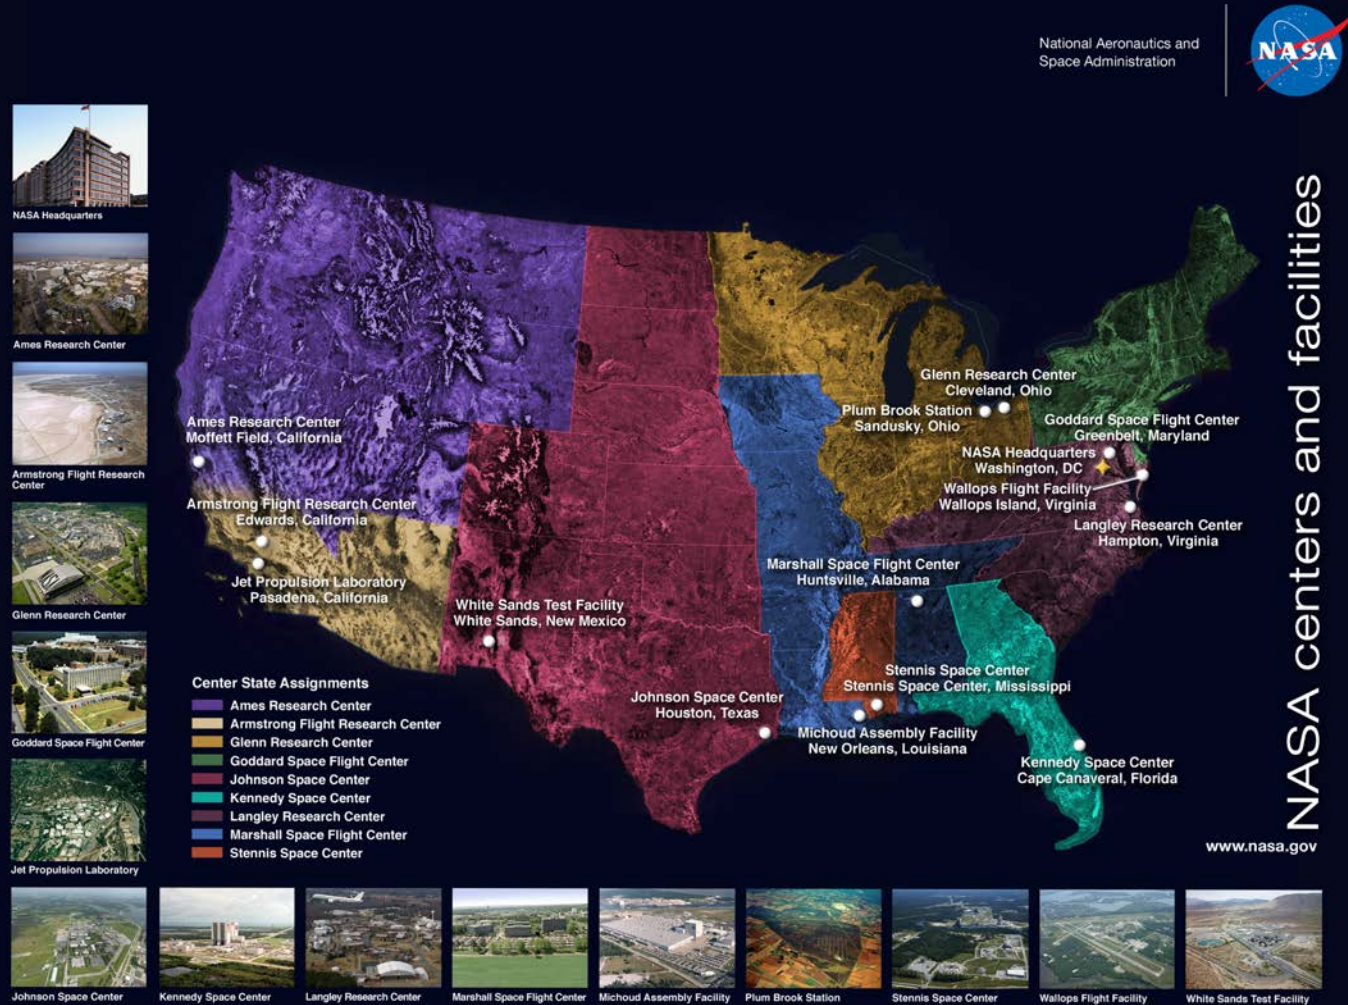 National Aeronautics and
Space Administration
NASA
NASA centers and facilities
NASA Headquarters
Ames Research Center
Armstrong Flight Research
Center
Glenn Research Center
Goddard Space Flight Center
Jet Propulsion Laboratory
Ames Research Center
Moffett Field, California
Armstrong Flight Research Center
Edwards, California
Jet Propulsion Laboratory
Pasadena, California
White Sands Test Facility
White Sands, New Mexico
Johnson Space Center
Houston, Texas
Glenn Research Center
Cleveland, Ohio
Plum Brook Station
Sandusky, Ohio
Goddard Space Flight Center
Greenbelt, Maryland
NASA Headquarters
Washington, DC
Wallops Flight Facility
Wallops Island, Virginia
Langley Research Center
Hampton, Virginia
Marshall Space Flight Center
Huntsville, Alabama
Stennis Space Center
Stennis Space Center, Mississippi
Michoud Assembly Facility
New Orleans, Louisiana
Kennedy Space Center
Cape Canaveral, Florida
Center State Assignments
Ames Research Center
Armstrong Flight Research Center
Glenn Research Center
Goddard Space Flight Center
Johnson Space Center
Kennedy Space Center
Langley Research Center
Marshall Space Flight Center
Stennis Space Center
www.nasa.gov
Johnson Space Center
Kennedy Space Center
Langley Research Center
Marshall Space Flight Center
Michoud Assembly Facility
Plum Brook Station
Stennis Space Center
Wallops Flight Facility
White Sands Test Facility